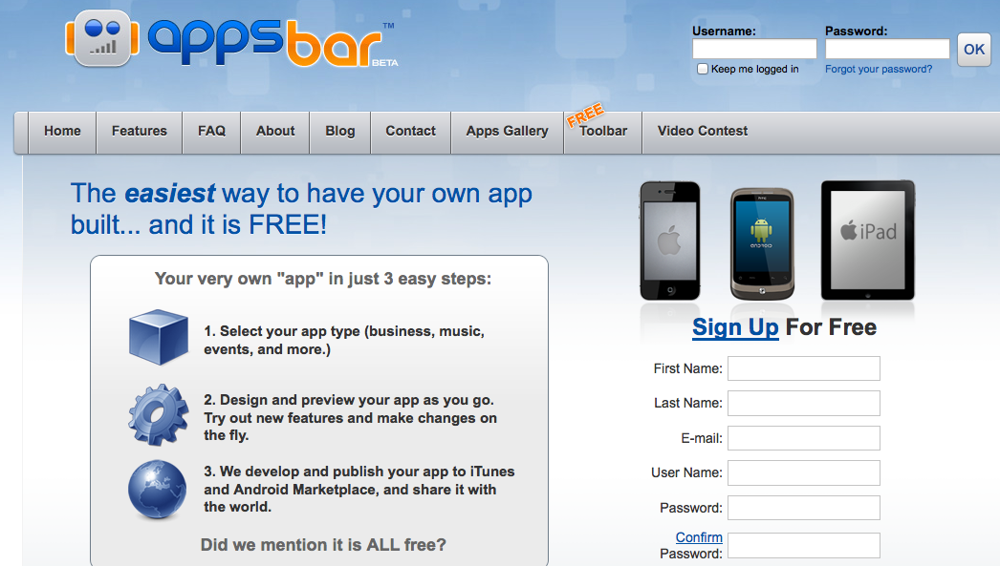 appsbar™
BETA
Username:
Password:
OK
Keep me logged in
Forgot your password?
Home
Features
FAQ
About
Blog
Contact
Apps Gallery
FREE
Toolbar
Video Contest
The easiest way to have your own app
built... and it is FREE!
Your very own "app" in just 3 easy steps:
1. Select your app type (business, music,
events, and more.)
2. Design and preview your app as you go.
Try out new features and make changes on
the fly.
3. We develop and publish your app to iTunes
and Android Marketplace, and share it with
the world.
Did we mention it is ALL free?
hTC
ANDROID
iPad
Sign Up For Free
First Name:
Last Name:
E-mail:
User Name:
Password:
Confirm
Password: